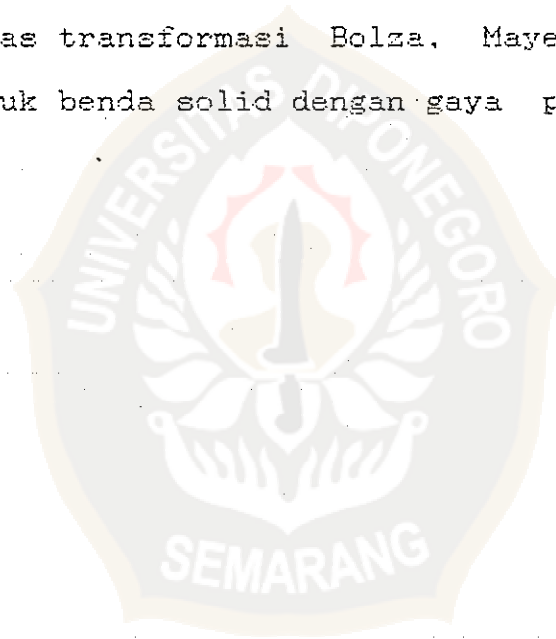 as transformasi Bolza, Maye
uk benda solid dengan gaya p
UNIVERSITAS DIPONEGORO
SEMARANG